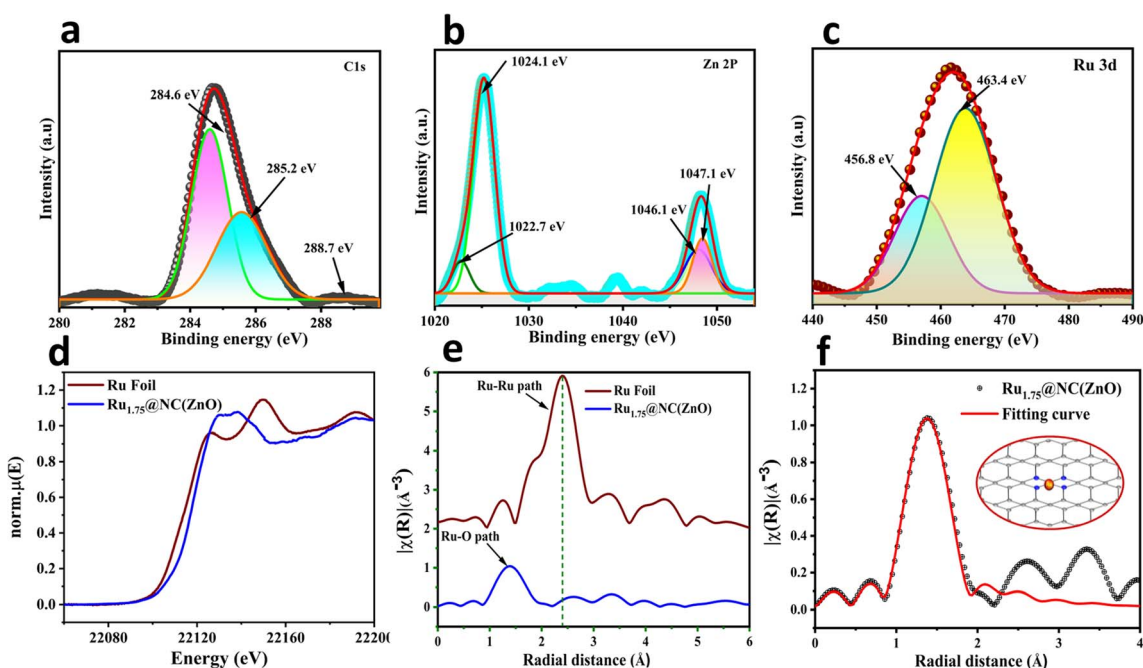 a
C1s
284.6 eV
285.2 eV
288.7 eV
Intensity (a.u)
280 282 284 286 288
Binding energy (eV)
b
Zn 2P
1024.1 eV
1022.7 eV
1047.1 eV
1046.1 eV
Intensity (a.u.)
1020 1030 1040 1050
Binding energy (eV)
c
Ru 3d
463.4 eV
456.8 eV
Intensity (a.u)
440 450 460 470 480 490
Binding energy (eV)
d
Ru Foil
Ru1.75@NC(ZnO)
norm.μ(E)
1.2
1.0
0.8
0.6
0.4
0.2
0.0
22080 22120 22160 22200
Energy (eV)
e
Ru-Ru path
Ru Foil
Ru1.75@NC(ZnO)
Ru-O path
|χ(R)|(Å⁻³)
6
5
4
3
2
1
0
0 1 2 3 4 5 6
Radial distance (Å)
f
Ru1.75@NC(ZnO)
Fitting curve
|χ(R)|(Å⁻³)
1.2
1.0
0.8
0.6
0.4
0.2
0.0
0 1 2 3 4
Radial distance (Å)